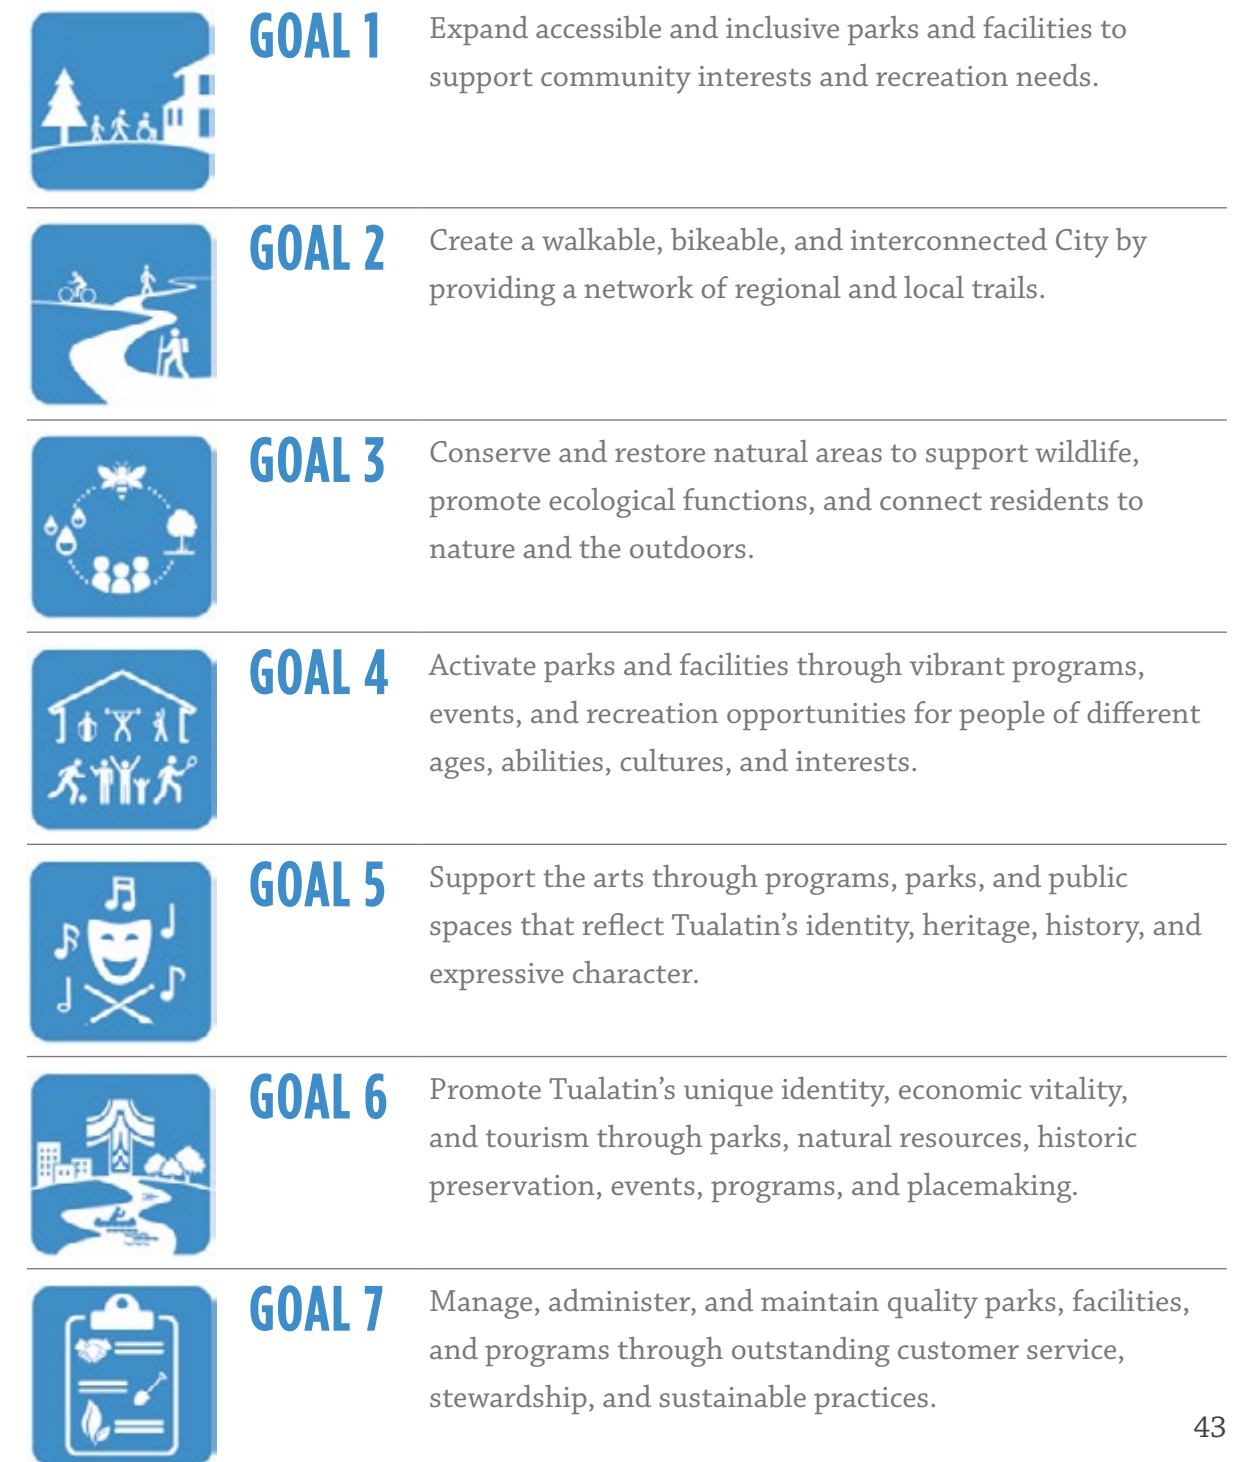 GOAL 1
Expand accessible and inclusive parks and facilities to
support community interests and recreation needs.
GOAL 2
Create a walkable, bikeable, and interconnected City by
providing a network of regional and local trails.
GOAL 3
Conserve and restore natural areas to support wildlife,
promote ecological functions, and connect residents to
nature and the outdoors.
GOAL 4
Activate parks and facilities through vibrant programs,
events, and recreation opportunities for people of different
ages, abilities, cultures, and interests.
GOAL 5
Support the arts through programs, parks, and public
spaces that reflect Tualatin’s identity, heritage, history, and
expressive character.
GOAL 6
Promote Tualatin’s unique identity, economic vitality,
and tourism through parks, natural resources, historic
preservation, events, programs, and placemaking.
GOAL 7
Manage, administer, and maintain quality parks, facilities,
and programs through outstanding customer service,
stewardship, and sustainable practices.
43